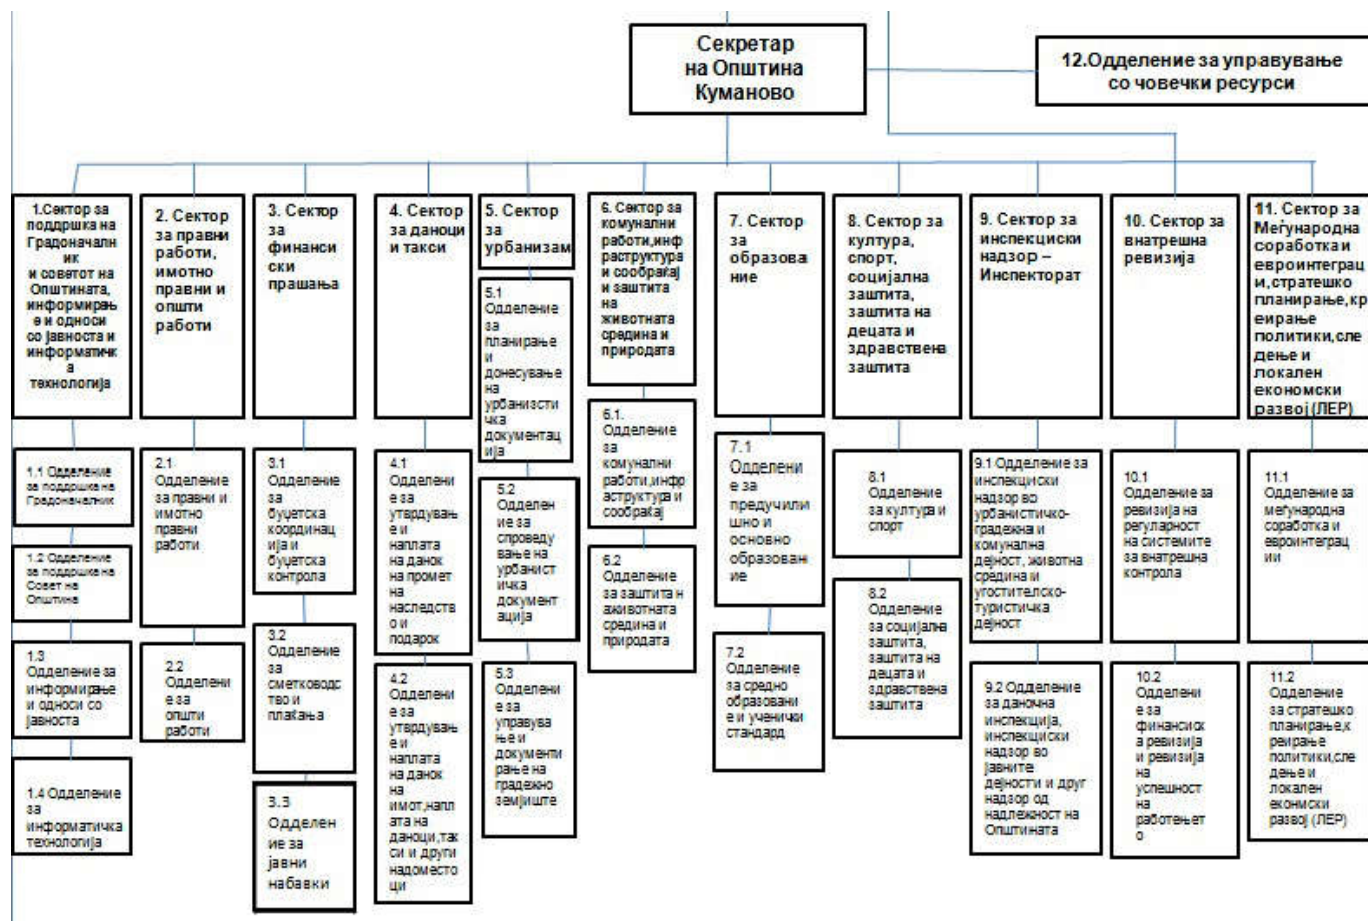 Секретар
на Општина
Куманово
12.Одделение за управување
со човечки ресурси
1.Сектор за
поддршка на
Градоначалн
ик
и советот на
Општината,
информирањ
е и односи
со јавноста и
информатичк
а
технологија
2. Сектор
за правни
работи,
имотно
правни и
општи
работи
3. Сектор
за
финанси
ски
прашања
4. Сектор
за даноци
и такси
5. Сектор
за
урбанизам
6. Сектор за
комунални
работи,инф
раструктура
и сообраќај
и заштита
на
животната
средина и
природата
7. Сектор
за
образова
ние
8. Сектор за
култура,
спорт,
социјална
заштита,
заштита на
децата и
здравствена
заштита
9. Сектор за
инспекциски
надзор –
Инспекторат
10. Сектор за
внатрешна
ревизија
11. Сектор за
Меѓународна
соработка и
евроинтеграц
и,стратешко
планирање,кр
еирање
политики,сле
дење и
локален
економски
развој (ЛЕР)
1.1 Одделение
за поддршка на
Градоначалник
1.2 Одделение
за поддршка на
Совет на
Општина
1.3
Одделение за
информирање
и односи со
јавноста
1.4 Одделение
за
информатичка
технологија
2.1
Одделение
за правни и
имотно
правни
работи
2.2
Одделени
е за
општи
работи
3.1
Одделение
за
буџетска
координац
ија и
буџетска
контрола
3.2
Одделение
за
сметководс
тво и
плаќања
3.3
Одделен
ие за
јавни
набавки
4.1
Одделени
е за
утврдувањ
е и
наплата
на данок
на промет
на
наследств
о и
подарок
4.2
Одделени
е за
утврдувањ
е и
наплата
на данок
на
имот,напл
ата на
даноци,так
си и други
надоместо
ци
5.1
Одделение
за
планирање
и
донесување
на
урбанизсти
чка
документац
ија
5.2
Одделен
ие за
спроведу
вање на
урбанист
ичка
документ
ација
5.3
Одделени
е за
управува
ње и
документи
рање на
градежно
земјиште
6.1.
Одделение
за
комунални
работи,инфр
аструктура и
сообраќај
6.2
Одделение
за заштита н
аживотната
средина и
природата
7.1
Одделени
е за
предучили
шно и
основно
образован
ие
7.2
Одделение
за средно
образовани
е и ученички
стандард
8.1
Одделение
за култура и
спорт
8.2
Одделение
за социјална
заштита,
заштита на
децата и
здравствена
заштита
9.1 Одделение за
инспекциски
надзор во
урбанистичко-
градежна и
комунална
дејност, животна
средина и
угостителско-
туристичка
дејност
9.2 Одделение
за даночна
инспекција,
инспекциски
надзор во
јавните
дејности и друг
надзор од
надлежност на
Општината
10.1
Одделение за
ревизија на
регуларност
на системите
за внатрешна
контрола
10.2
Одделени
е за
финансиск
а ревизија
и ревизија
на
успешност
на
работењет
о
11.1
Одделение за
меѓународна
соработка и
евроинтеграц
ии
11.2
Одделение
за стратешко
планирање,к
реирање
политики,сле
дење и
локален
екониски
развој (ЛЕР)